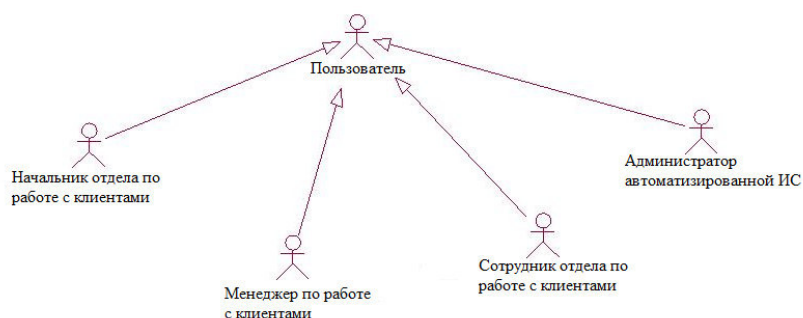 Пользователь
Начальник отдела по
работе с клиентами
Администратор
автоматизированной ИС
Менеджер по работе
с клиентами
Сотрудник отдела по
работе с клиентами